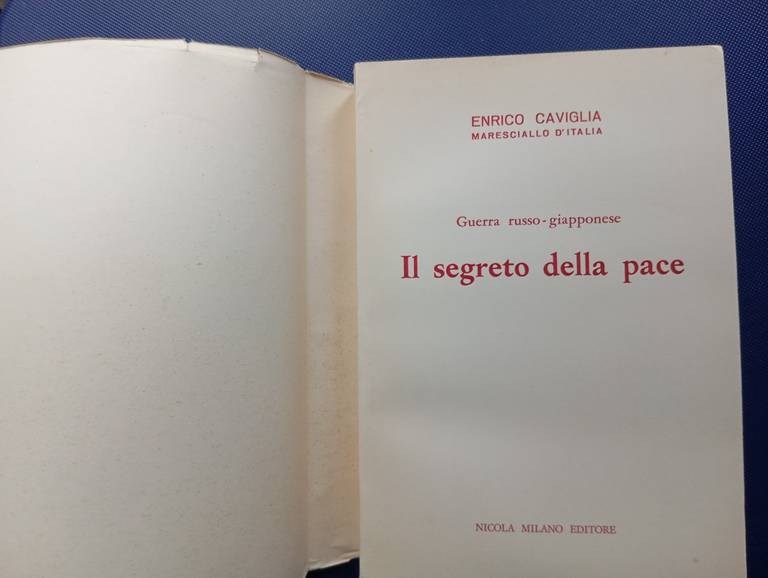 ENRICO CAVIGLIA
MARESCIALLO D'ITALIA
Guerra russo-giapponese
Il segreto della pace
NICOLA MILANO EDITORE